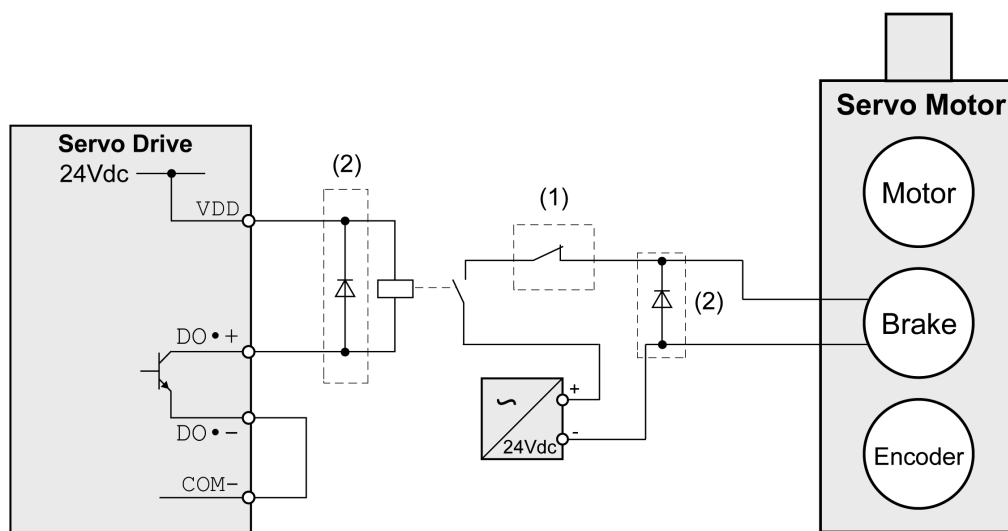 Servo Drive
24Vdc
VDD
DO•+
DO•-
COM-
(2)
(1)
(2)
+
-
24Vdc
Servo Motor
Motor
Brake
Encoder